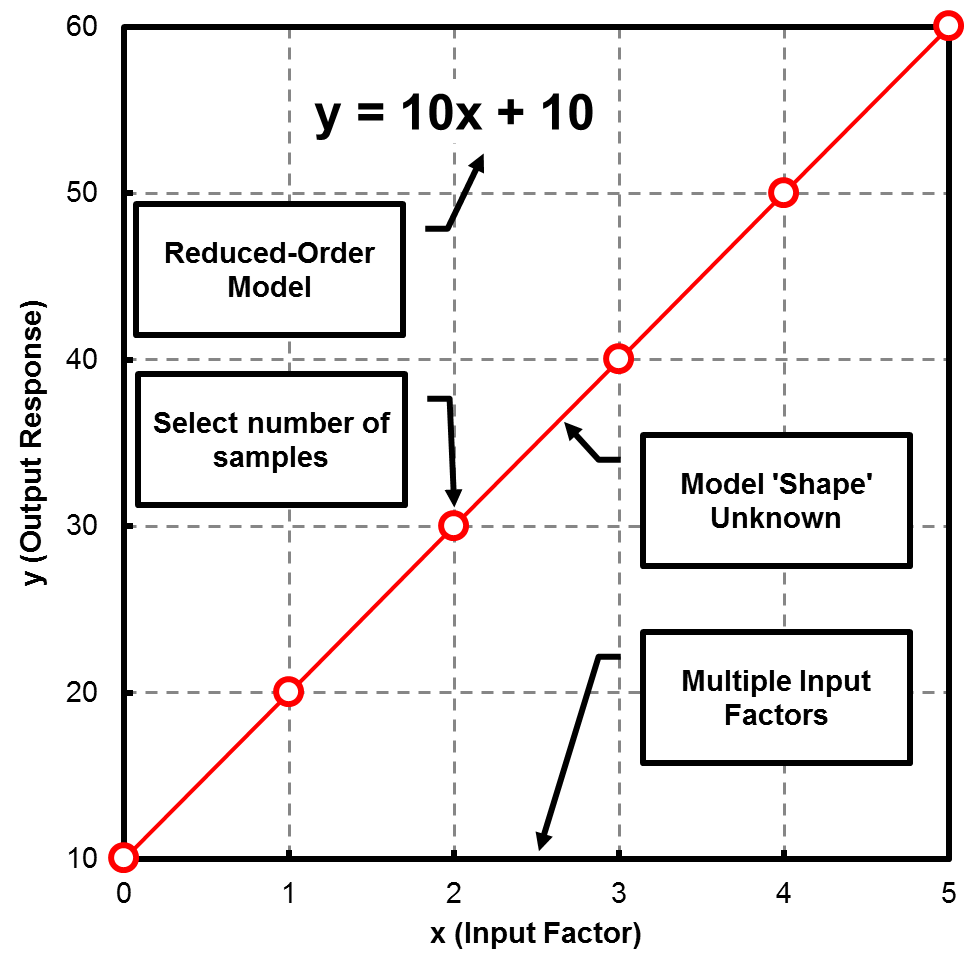 60
y = 10x + 10
50
Reduced-Order
Model
40
Select number of
samples
Model 'Shape'
Unknown
30
y (Output Response)
Multiple Input
Factors
20
10
0 1 2 3 4 5
x (Input Factor)